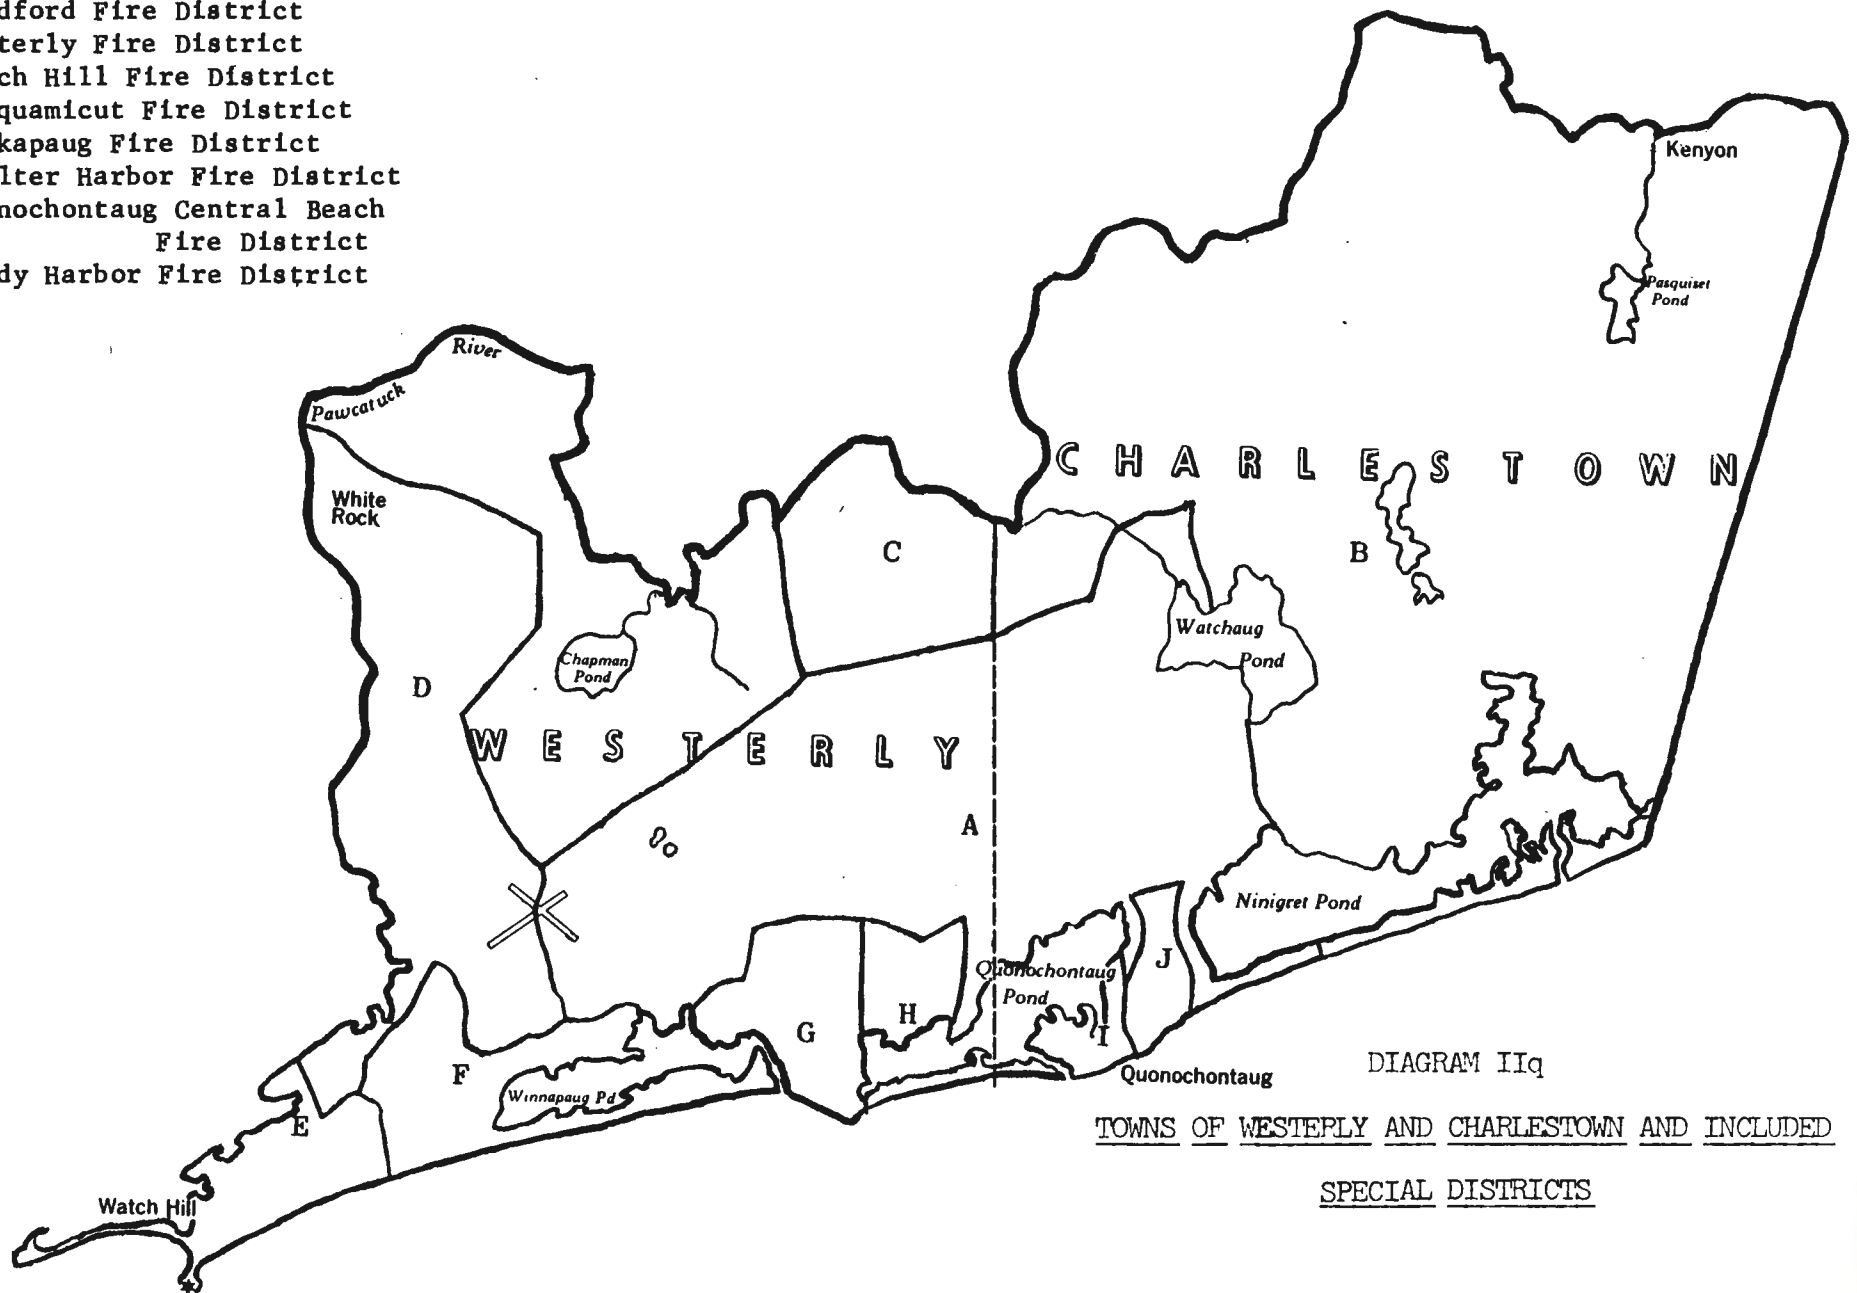 dford Fire District
terly Fire District
ch Hill Fire District
quamicut Fire District
kapaug Fire District
lter Harbor Fire District
nochontaug Central Beach
Fire District
dy Harbor Fire District
Kenyon
Pasquiset
Pond
River
Pawcatuck
White
Rock
CHARLESTOWN
C
B
Watchaug
Pond
Chapman
Pond
D
WESTERLY
A
Ninigret Pond
J
Quonochontaug
Pond
H
G
I
F
Winnapaug Pd
E
Quonochontaug
Watch Hill
DIAGRAM IIq
TOWNS OF WESTERLY AND CHARLESTOWN AND INCLUDED
SPECIAL DISTRICTS